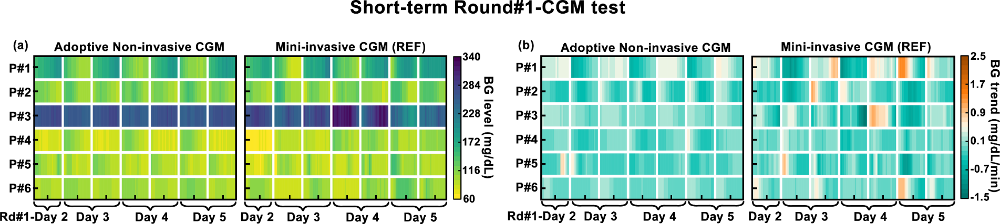 Short-term Round#1-CGM test
(a)
Adoptive Non-invasive CGM
Mini-invasive CGM (REF)
P#1
P#2
P#3
P#4
P#5
P#6
340
284
228
172
116
60
BG level (mg/dL)
Rd#1-Day 2
Day 3
Day 4
Day 5
Day 2
Day 3
Day 4
Day 5
(b)
Adoptive Non-invasive CGM
Mini-invasive CGM (REF)
P#1
P#2
P#3
P#4
P#5
P#6
2.5
1.7
0.9
0.1
-0.7
-1.5
BG trend (mg/dL/min)
Rd#1-Day 2
Day 3
Day 4
Day 5
Day 2
Day 3
Day 4
Day 5